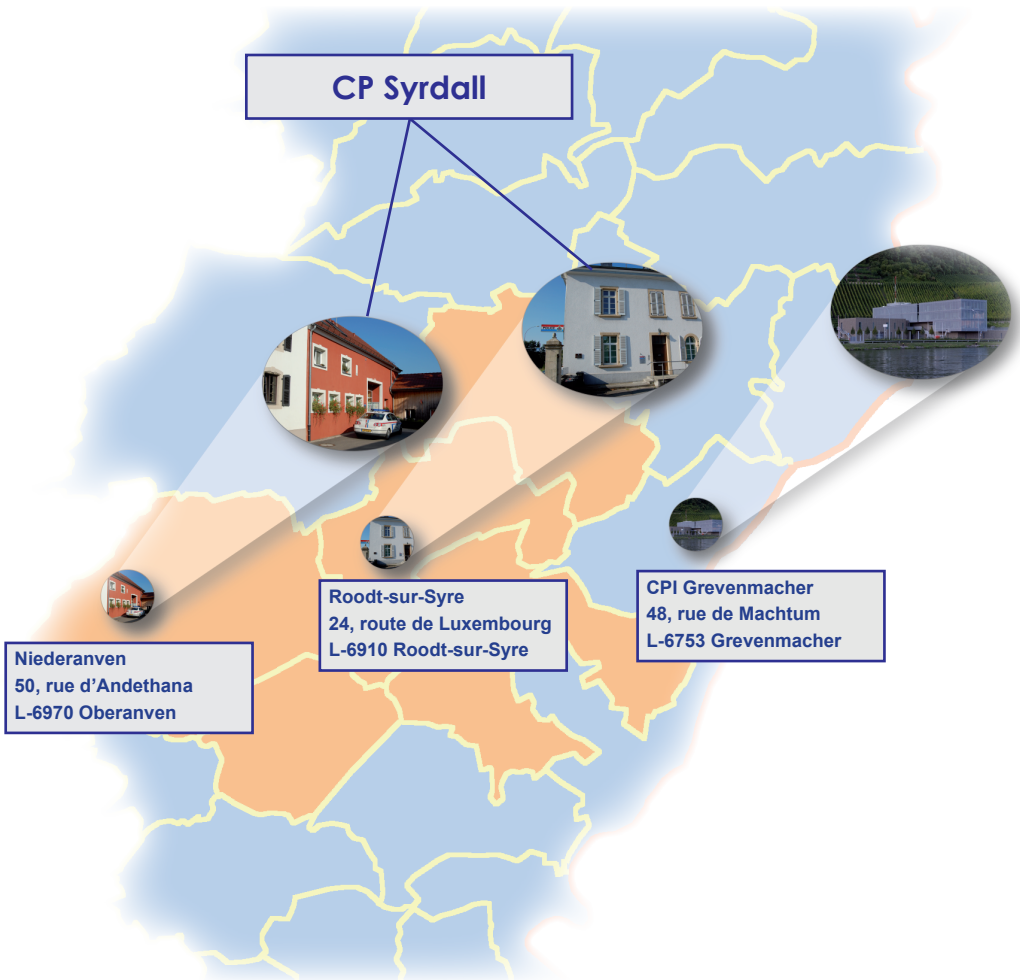 CP Syrdall
Niederanven
50, rue d'Andethana
L-6970 Oberanven
Roodt-sur-Syre
24, route de Luxembourg
L-6910 Roodt-sur-Syre
CPI Grevenmacher
48, rue de Machtum
L-6753 Grevenmacher